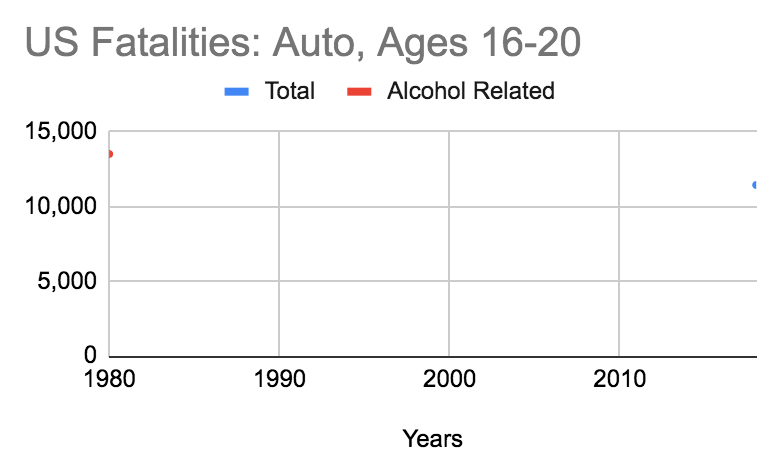 US Fatalities: Auto, Ages 16-20
Total Alcohol Related
15,000
10,000
5,000
0
1980 1990 2000 2010
Years